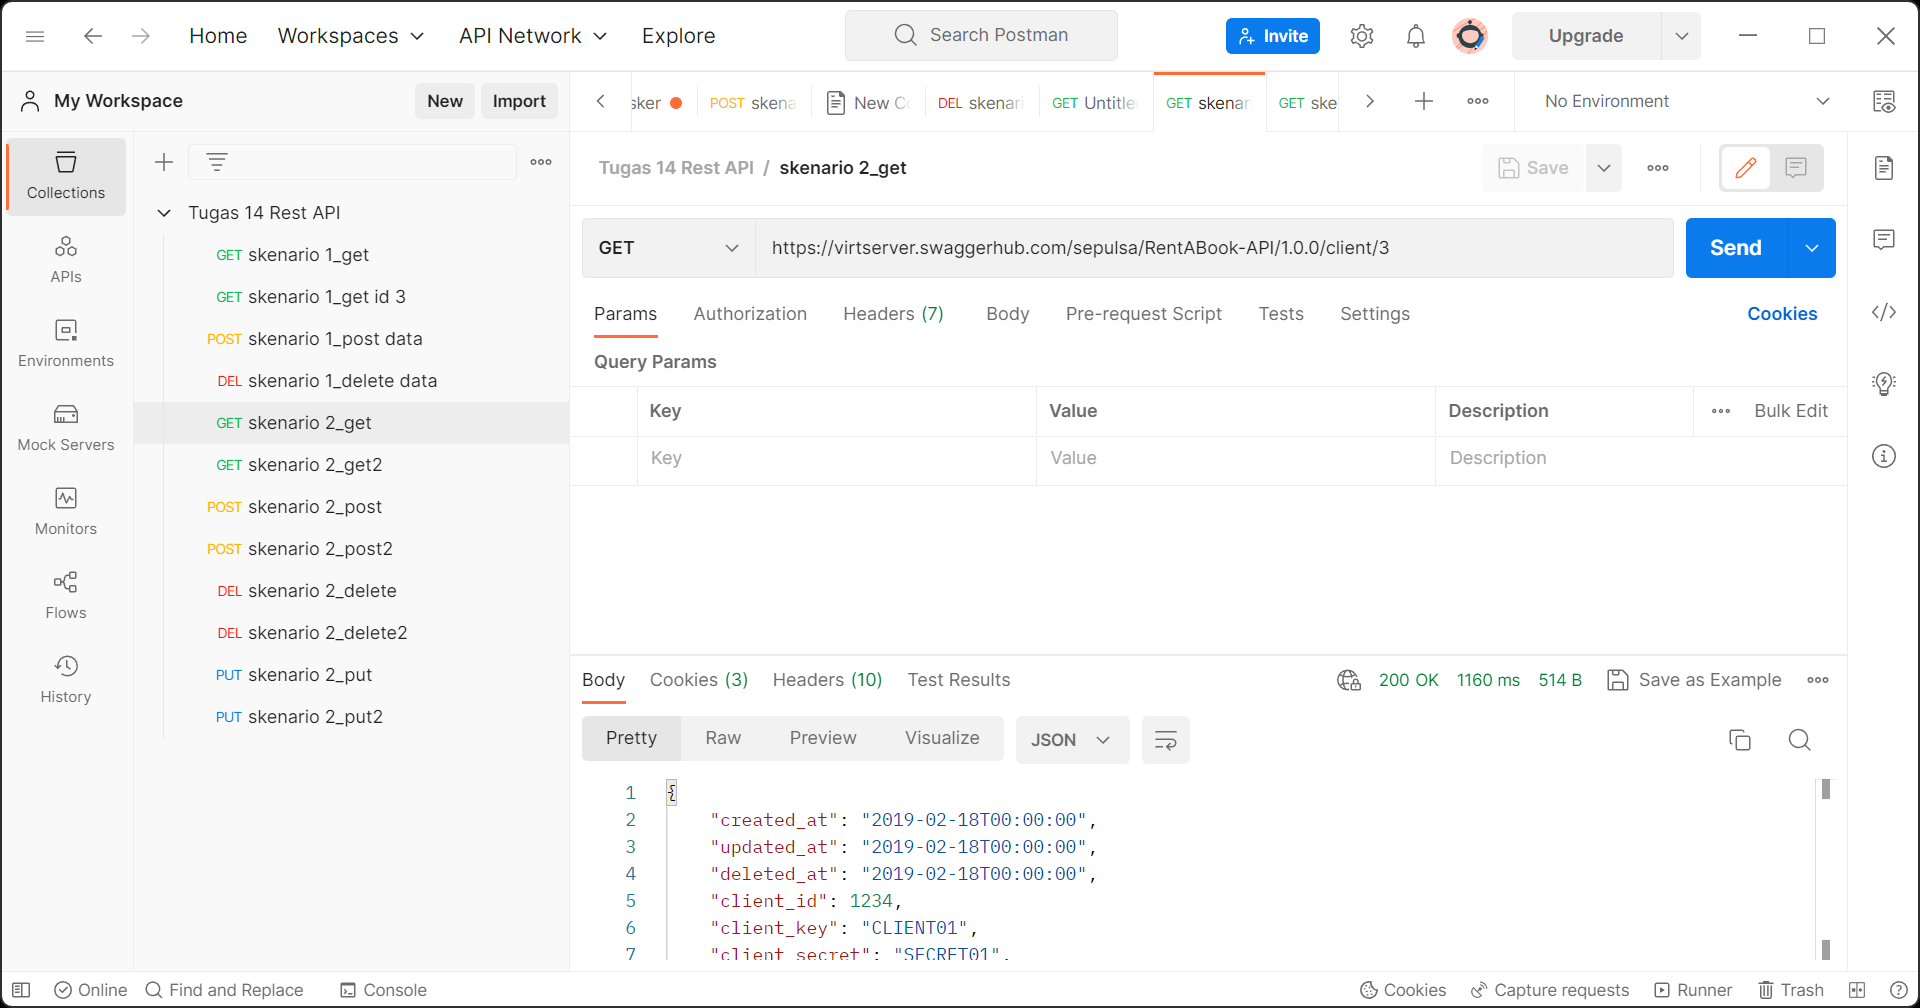 Home Workspaces API Network Explore Search Postman Invite Upgrade
My Workspace New Import
sker POST skena New C DEL skenari GET Untitle GET skenar GET ske No Environment
Collections
APIs
Environments
Mock Servers
Monitors
Flows
History
Tugas 14 Rest API
GET skenario 1_get
GET skenario 1_get id 3
POST skenario 1_post data
DEL skenario 1_delete data
GET skenario 2_get
GET skenario 2_get2
POST skenario 2_post
POST skenario 2_post2
DEL skenario 2_delete
DEL skenario 2_delete2
PUT skenario 2_put
PUT skenario 2_put2
Tugas 14 Rest API / skenario 2_get Save
GET https://virtserver.swaggerhub.com/sepulsa/RentABook-API/1.0.0/client/3 Send
Params Authorization Headers (7) Body Pre-request Script Tests Settings Cookies
Query Params
Key Value Description Bulk Edit
Key Value Description
Body Cookies (3) Headers (10) Test Results 200 OK 1160 ms 514 B Save as Example
Pretty Raw Preview Visualize JSON
1 {
2 "created_at": "2019-02-18T00:00:00",
3 "updated_at": "2019-02-18T00:00:00",
4 "deleted_at": "2019-02-18T00:00:00",
5 "client_id": 1234,
6 "client_key": "CLIENT01",
7 "client_secret": "SECRET01",
Online Find and Replace Console Cookies Capture requests Runner Trash